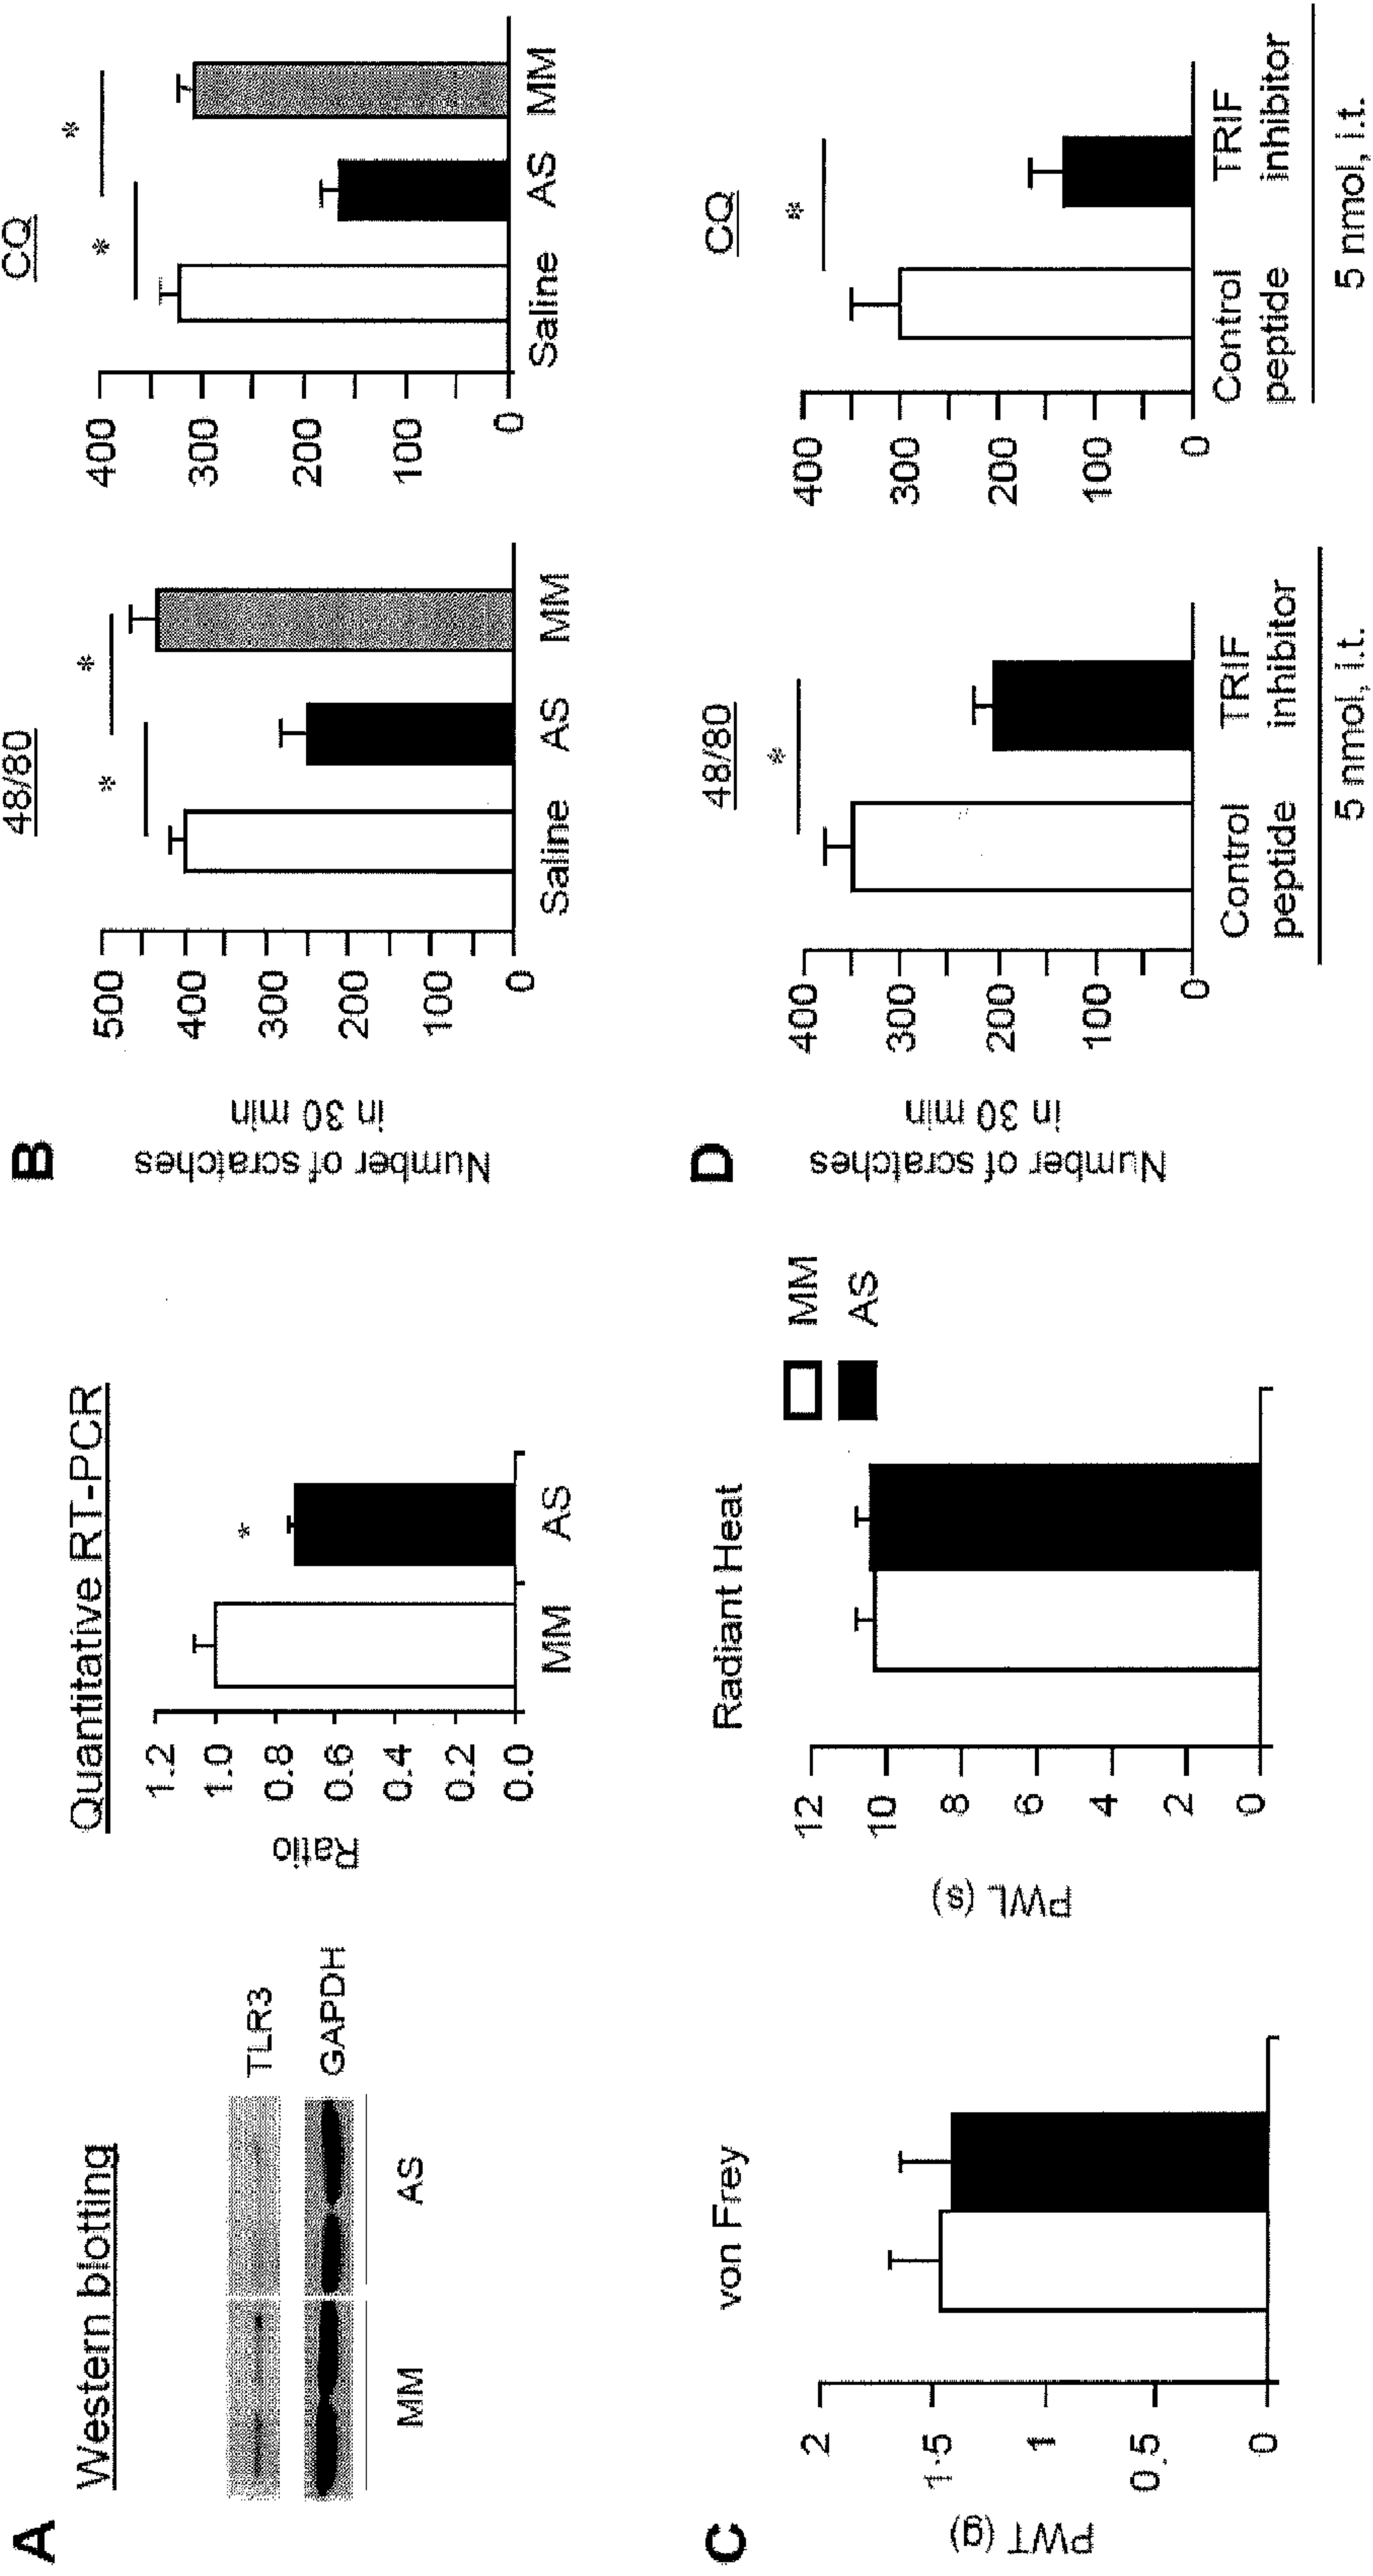 A
Western blotting
TLR3
GAPDH
MM
AS
Quantitative RT-PCR
Ratio
1.2
1.0
0.8
0.6
0.4
0.2
0.0
*
MM
AS
B
Number of scratches
in 30 min
48/80
500
400
300
200
100
0
*
*
Saline
AS
MM
CQ
400
300
200
100
0
*
*
Saline
AS
MM
C
von Frey
PWT (g)
2
1.5
1
0.5
0
Radiant Heat
PWL (s)
12
10
8
6
4
2
0
MM
AS
D
Number of scratches
in 30 min
48/80
400
300
200
100
0
*
Control
peptide
TRIF
inhibitor
5 nmol, i.t.
CQ
400
300
200
100
0
*
Control
peptide
TRIF
inhibitor
5 nmol, i.t.